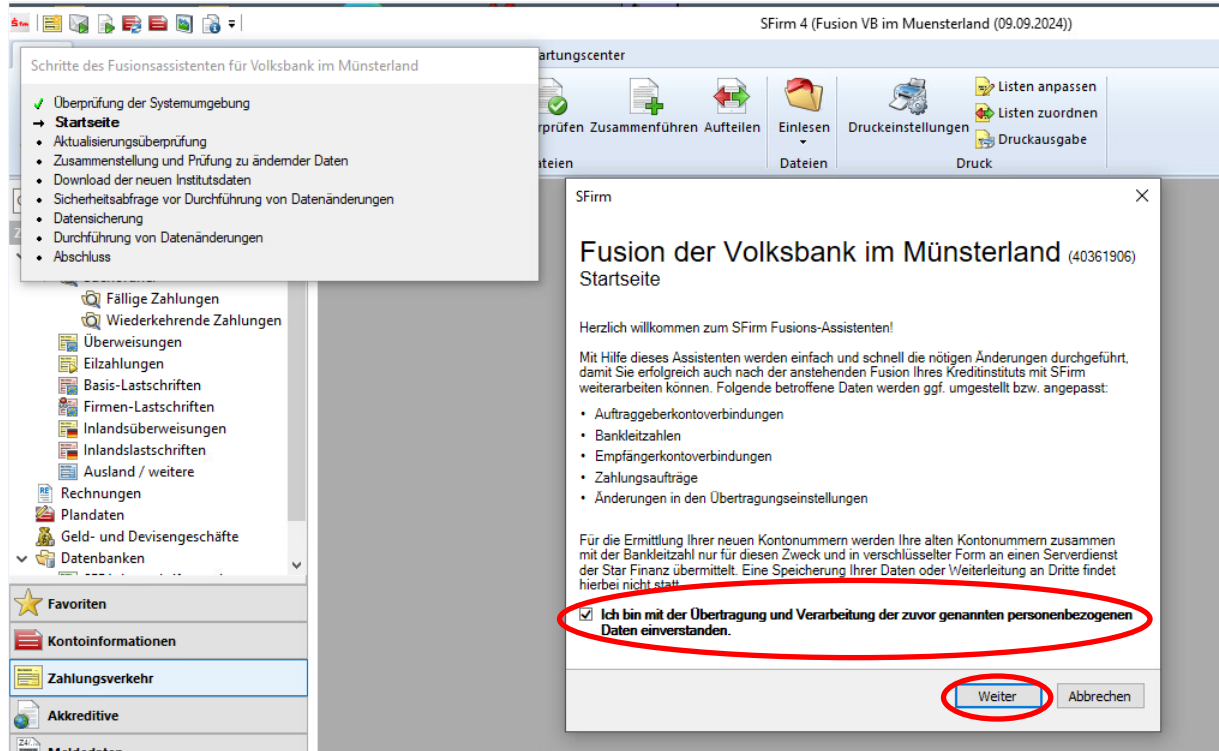 SFirm 4 (Fusion VB im Muensterland (09.09.2024))
artungscenter
Schritte des Fusionsassistenten für Volksbank im Münsterland
Überprüfung der Systemumgebung
Startseite
Aktualisierungsüberprüfung
Zusammenstellung und Prüfung zu ändernder Daten
Download der neuen Institutsdaten
Sicherheitsabfrage vor Durchführung von Datenänderungen
Datensicherung
Durchführung von Datenänderungen
Abschluss
rprüfen Zusammenführen Aufteilen
ateien
Einlesen
Dateien
Druckeinstellungen
Listen anpassen
Listen zuordnen
Druckausgabe
Druck
Fällige Zahlungen
Wiederkehrende Zahlungen
Überweisungen
Eilzahlungen
Basis-Lastschriften
Firmen-Lastschriften
Inlandsüberweisungen
Inlandslastschriften
Ausland / weitere
Rechnungen
Plandaten
Geld- und Devisengeschäfte
Datenbanken
Favoriten
Kontoinformationen
Zahlungsverkehr
Akkreditive
Meldedaten
SFirm
Fusion der Volksbank im Münsterland (40361906)
Startseite
Herzlich willkommen zum SFirm Fusions-Assistenten!
Mit Hilfe dieses Assistenten werden einfach und schnell die nötigen Änderungen durchgeführt,
damit Sie erfolgreich auch nach der anstehenden Fusion Ihres Kreditinstituts mit SFirm
weiterarbeiten können. Folgende betroffene Daten werden ggf. umgestellt bzw. angepasst:
• Auftraggeberkontoverbindungen
• Bankleitzahlen
• Empfängerkontoverbindungen
• Zahlungsaufträge
• Änderungen in den Übertragungseinstellungen
Für die Ermittlung Ihrer neuen Kontonummern werden Ihre alten Kontonummern zusammen
mit der Bankleitzahl nur für diesen Zweck und in verschlüsselter Form an einen Serverdienst
der Star Finanz übermittelt. Eine Speicherung Ihrer Daten oder Weiterleitung an Dritte findet
hierbei nicht statt.
Ich bin mit der Übertragung und Verarbeitung der zuvor genannten personenbezogenen
Daten einverstanden.
Weiter
Abbrechen